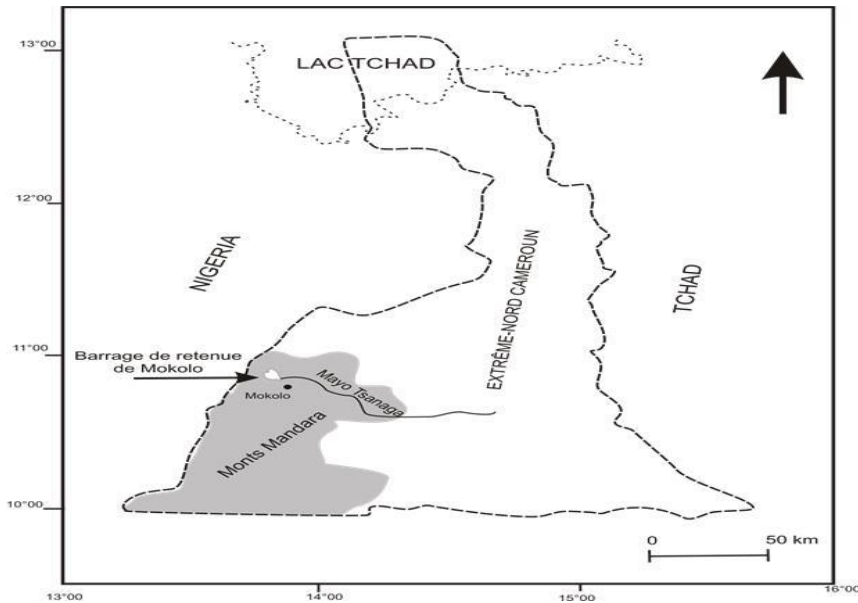 13°00
LAC TCHAD
12°00
NIGERIA
EXTRÊME-NORD CAMEROUN
TCHAD
11°00
Barrage de retenue
de Mokolo
Mayo Tsanaga
Mokolo
Monts Mandara
10°00
0 50 km
13°00 14°00 15°00 16°00